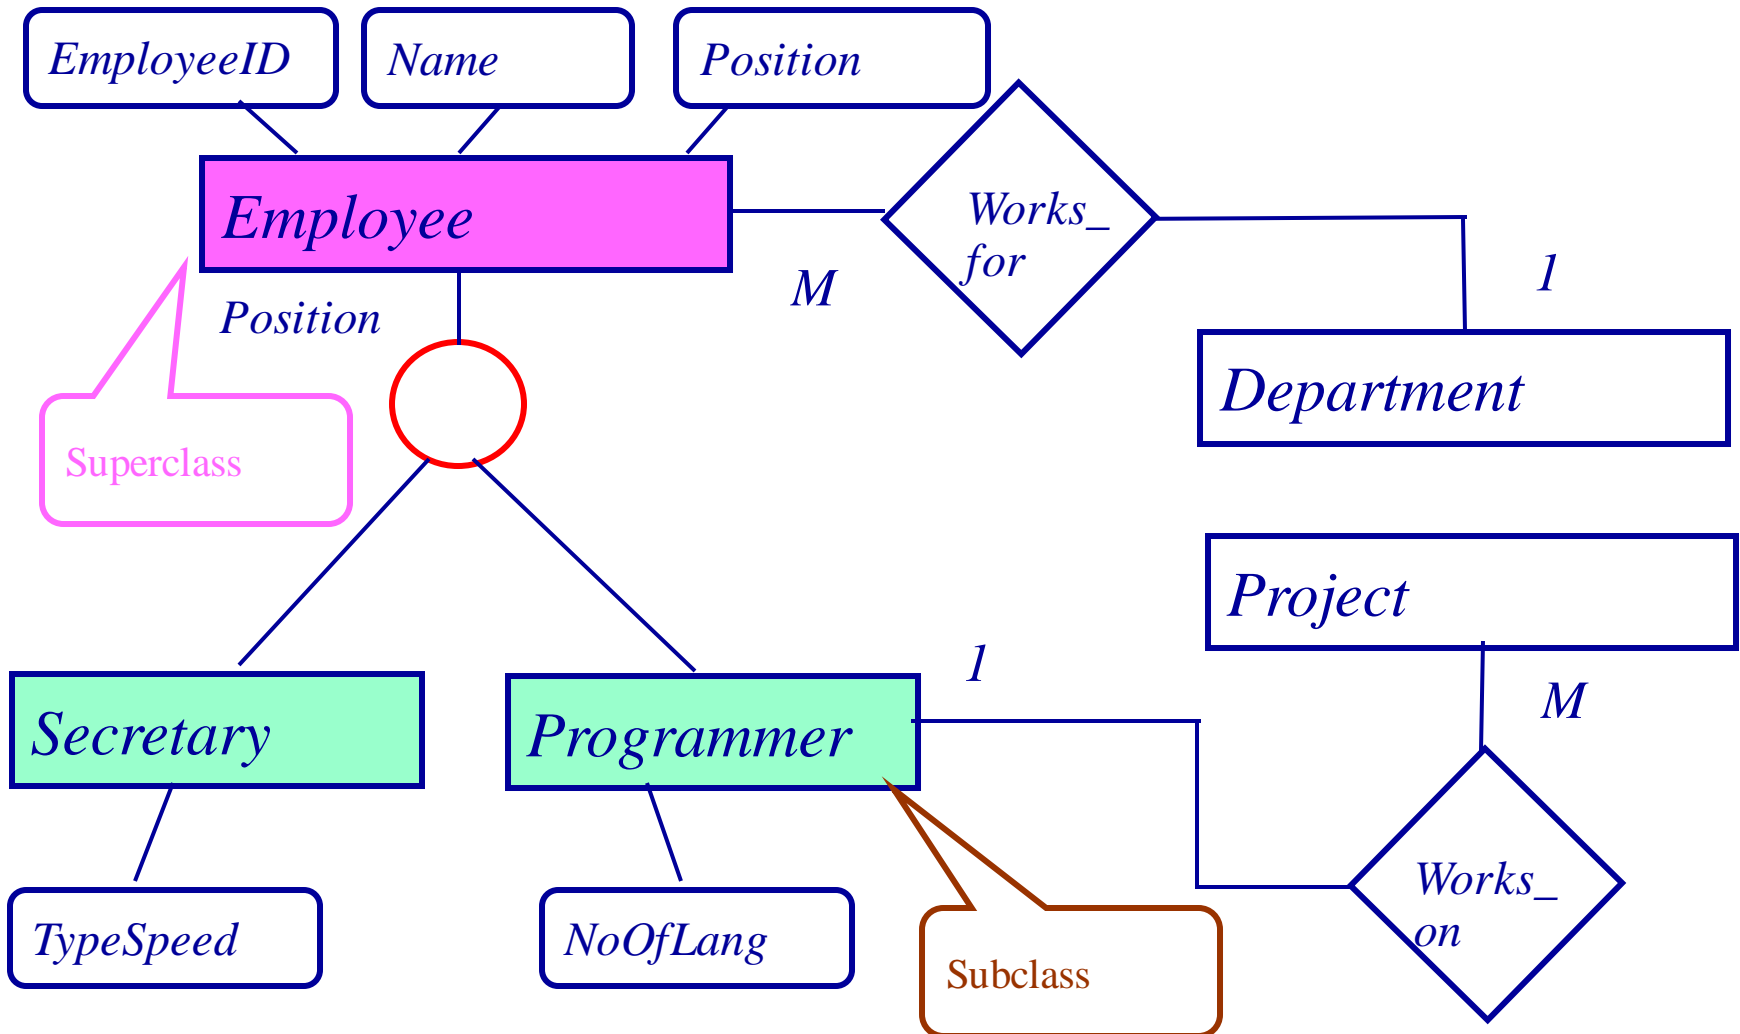 EmployeeID
Name
Position
Employee
Works_
for
M
1
Position
Department
Superclass
Project
1
M
Secretary
Programmer
Works_
on
TypeSpeed
NoOfLang
Subclass